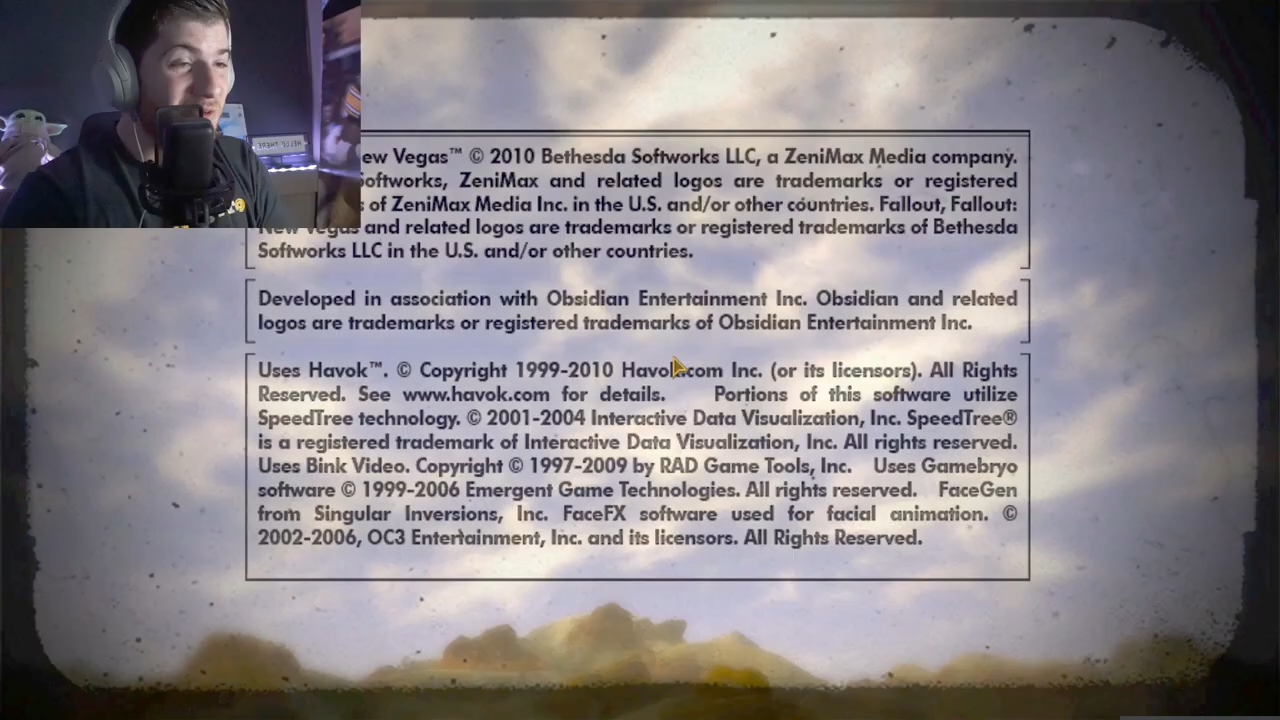 ew Vegas™ © 2010 Bethesda Softworks LLC, a ZeniMax Media company.
Softworks, ZeniMax and related logos are trademarks or registered
s of ZeniMax Media Inc. in the U.S. and/or other countries. Fallout, Fallout:
New Vegas and related logos are trademarks or registered trademarks of Bethesda
Softworks LLC in the U.S. and/or other countries.
Developed in association with Obsidian Entertainment Inc. Obsidian and related
logos are trademarks or registered trademarks of Obsidian Entertainment Inc.
Uses Havok™. © Copyright 1999-2010 Havok.com Inc. (or its licensors). All Rights
Reserved. See www.havok.com for details. Portions of this software utilize
SpeedTree technology. © 2001-2004 Interactive Data Visualization, Inc. SpeedTree®
is a registered trademark of Interactive Data Visualization, Inc. All rights reserved.
Uses Bink Video. Copyright © 1997-2009 by RAD Game Tools, Inc. Uses Gamebryo
software © 1999-2006 Emergent Game Technologies. All rights reserved. FaceGen
from Singular Inversions, Inc. FaceFX software used for facial animation. ©
2002-2006, OC3 Entertainment, Inc. and its licensors. All Rights Reserved.